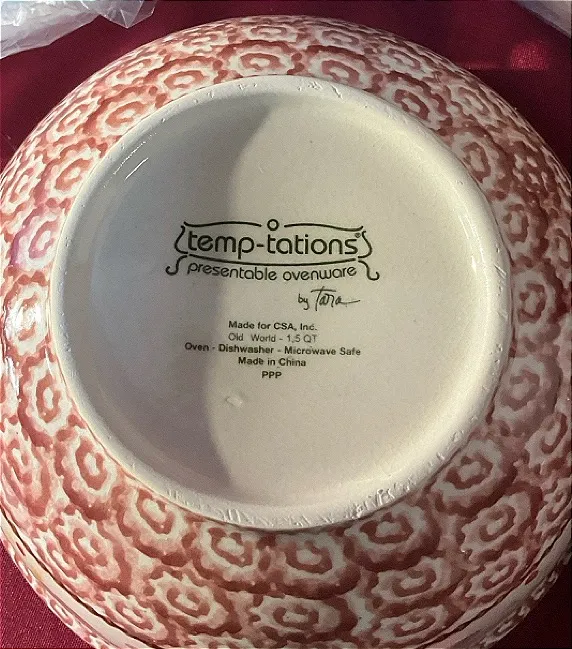 temp-tations®
presentable ovenware
by Tara
Made for CSA, Inc.
Old World - 1.5 QT
Oven - Dishwasher - Microwave Safe
Made in China
PPP